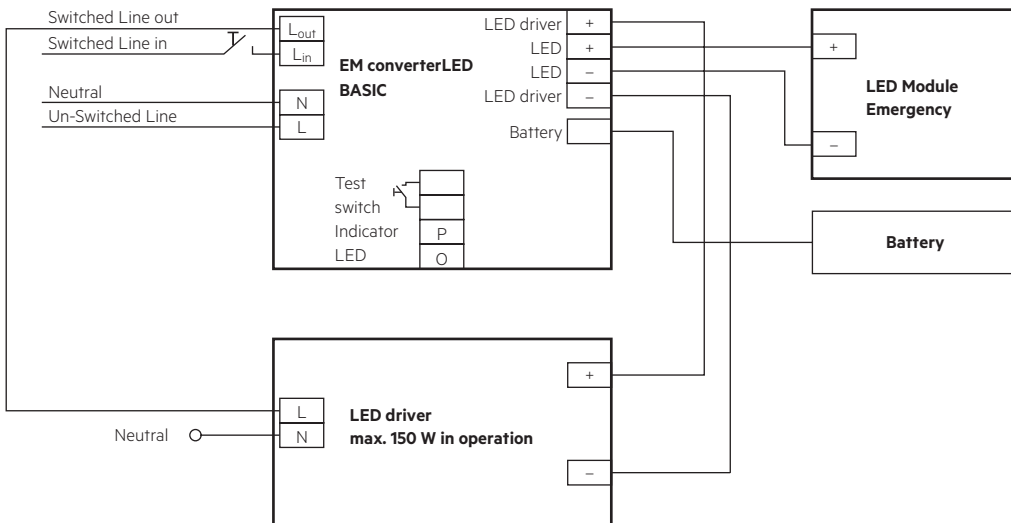 Switched Line out
Switched Line in
Neutral
Un-Switched Line
Lout
Lin
N
L
EM converterLED
BASIC
LED driver
LED
LED
LED driver
Battery
+
+
–
–
Test
switch
Indicator
LED
P
O
+
–
LED Module
Emergency
Battery
L
N
Neutral
LED driver
max. 150 W in operation
+
–